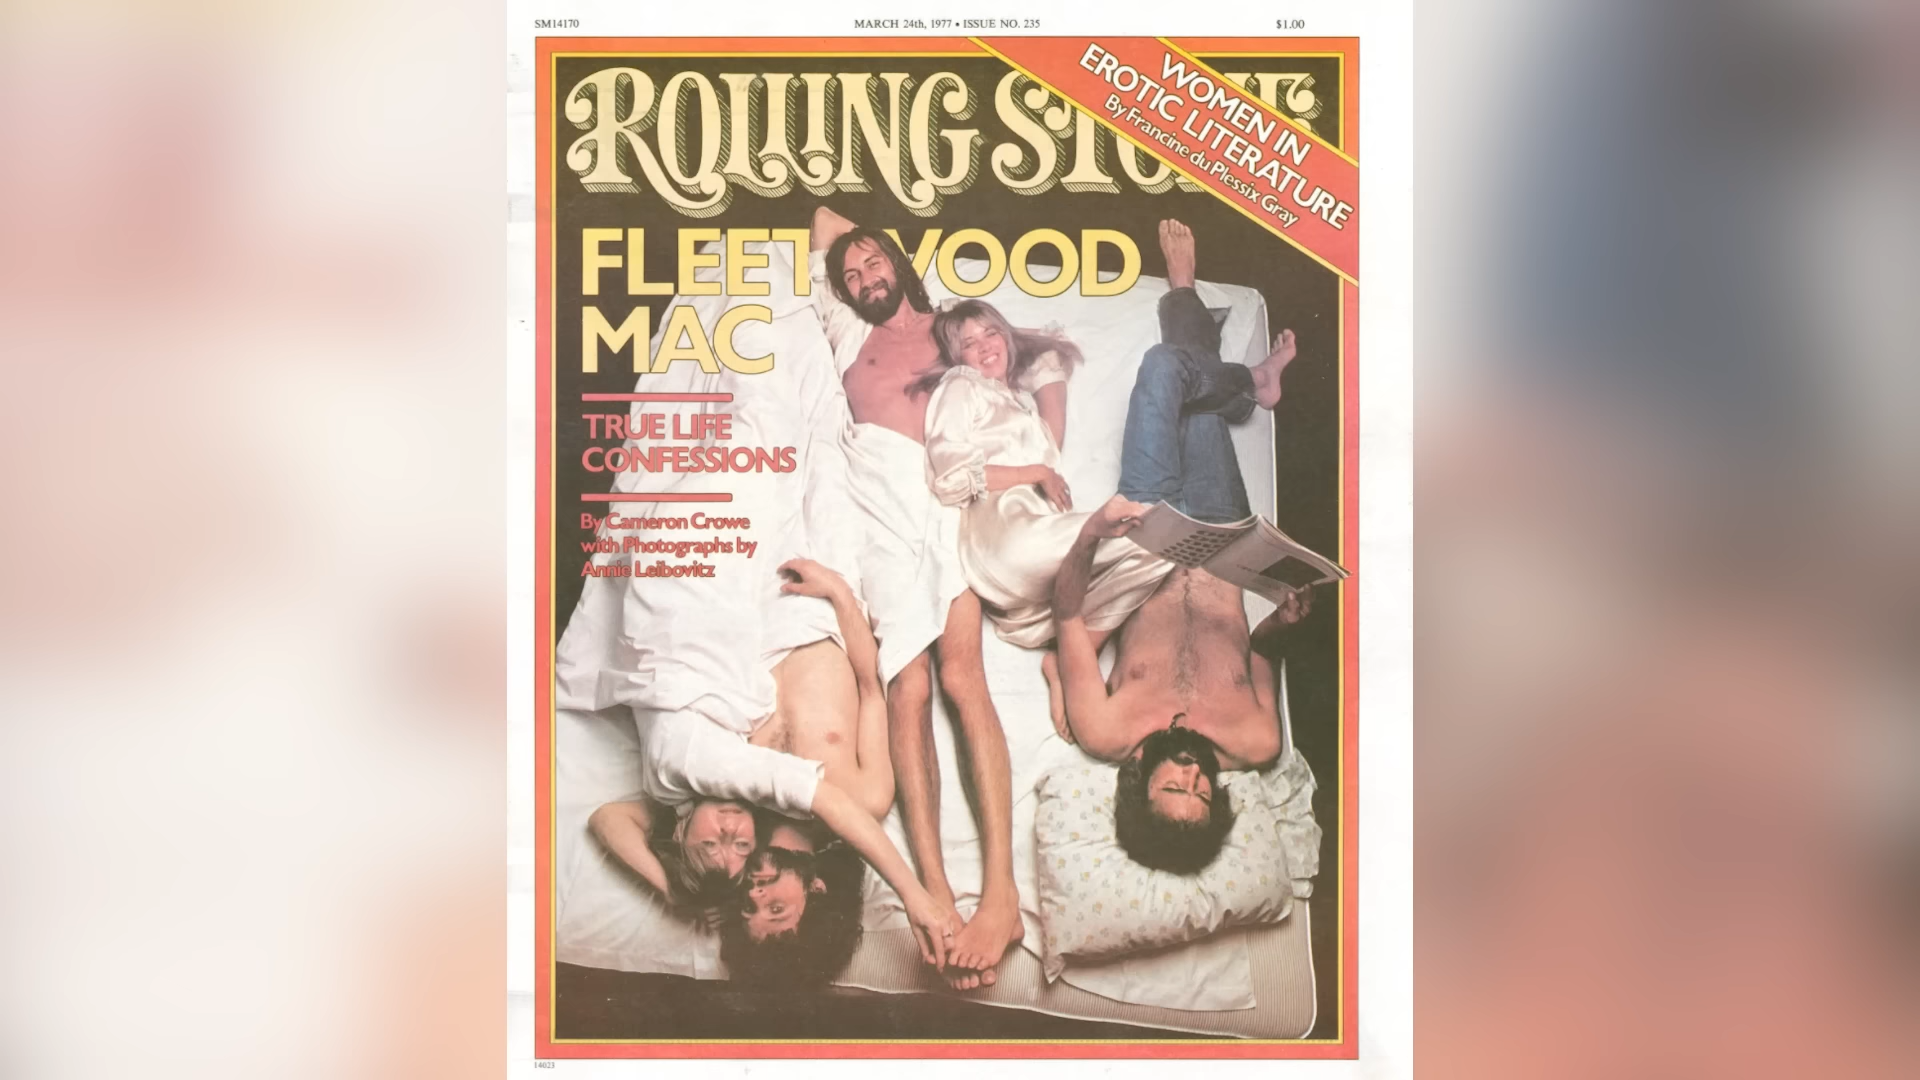 SM14170
MARCH 24th, 1977 • ISSUE NO. 235
$1.00
ROLLING STONE
WOMEN IN
EROTIC LITERATURE
By Francine du Plessix Gray
FLEETWOOD
MAC
TRUE LIFE
CONFESSIONS
By Cameron Crowe
with Photographs by
Annie Leibovitz
14023